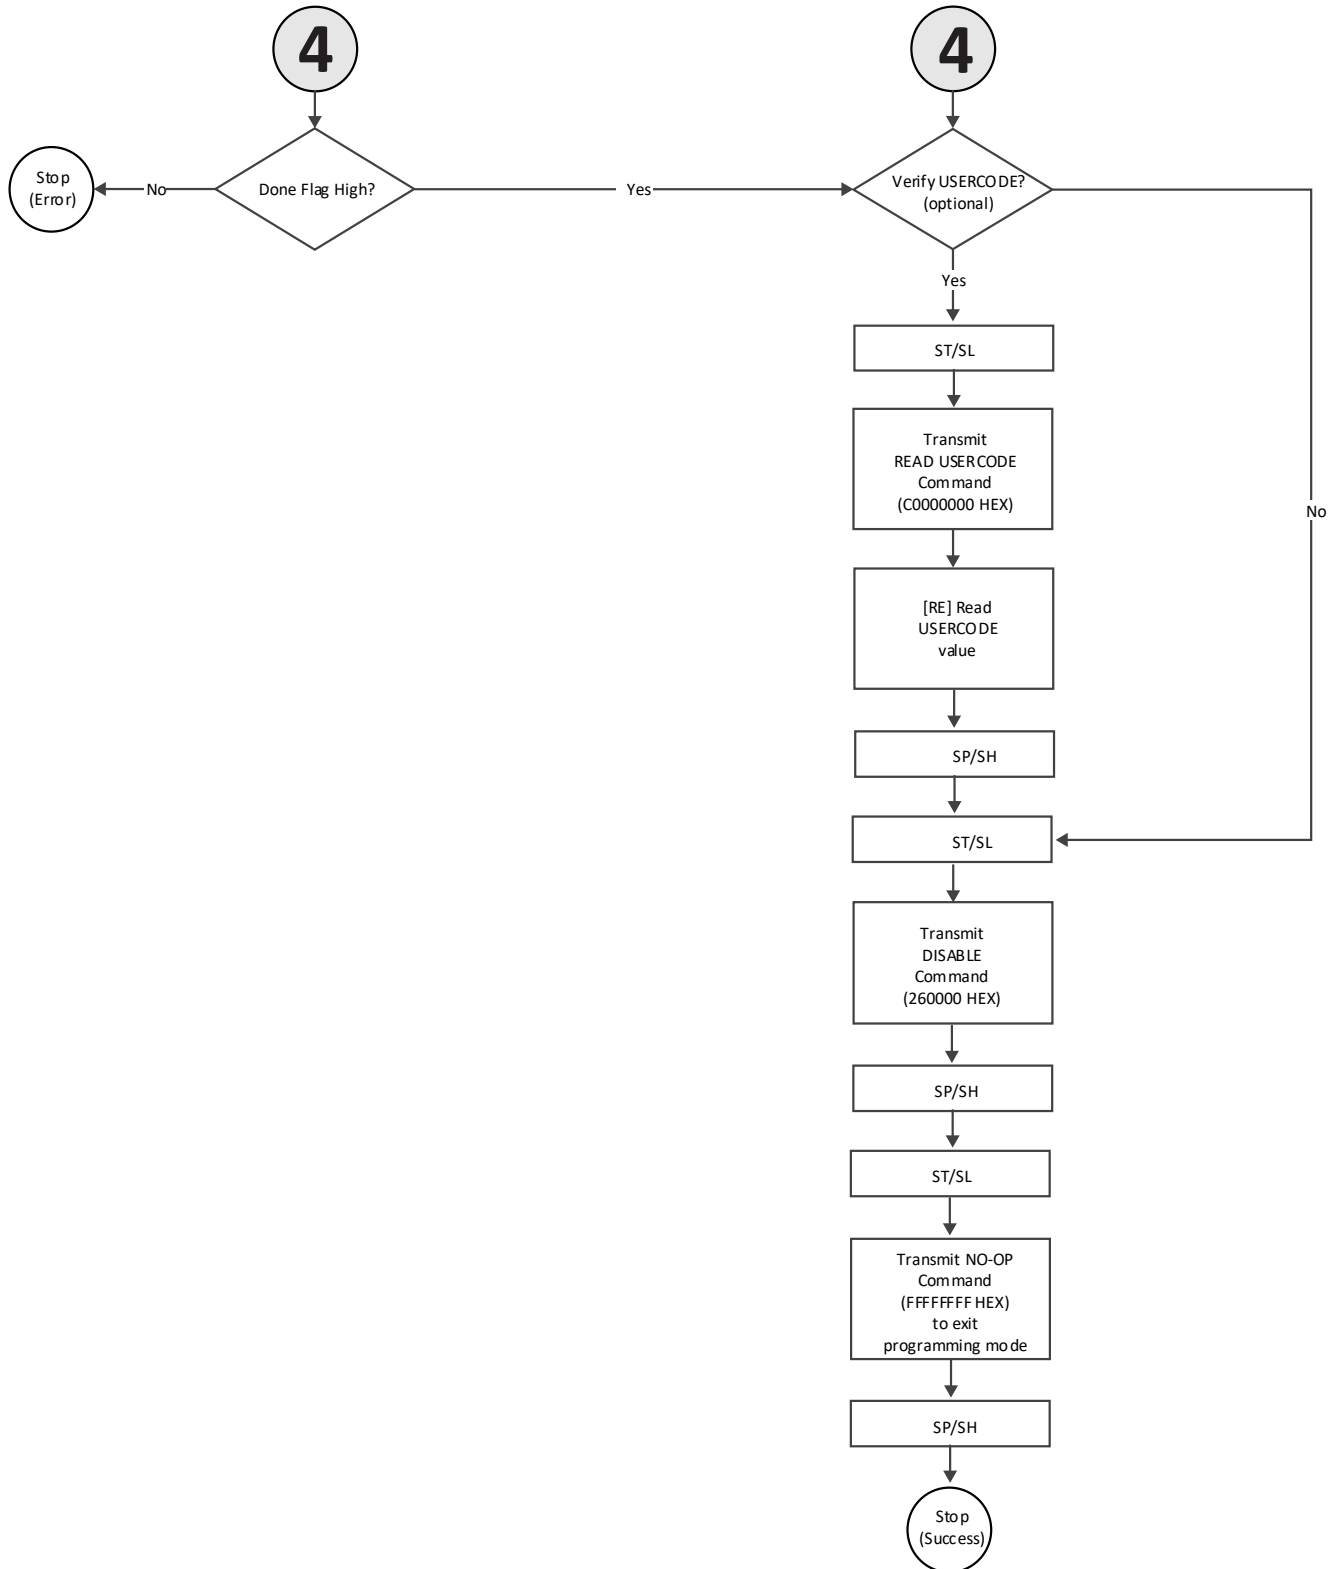 4
4
Stop
(Error)
No
Done Flag High?
Yes
Verify USERCODE?
(optional)
Yes
ST/SL
Transmit
READ USERCODE
Command
(C0000000 HEX)
No
[RE] Read
USERCODE
value
SP/SH
ST/SL
Transmit
DISABLE
Command
(260000 HEX)
SP/SH
ST/SL
Transmit NO-OP
Command
(FFFFFFFF HEX)
to exit
programming mode
SP/SH
Stop
(Success)